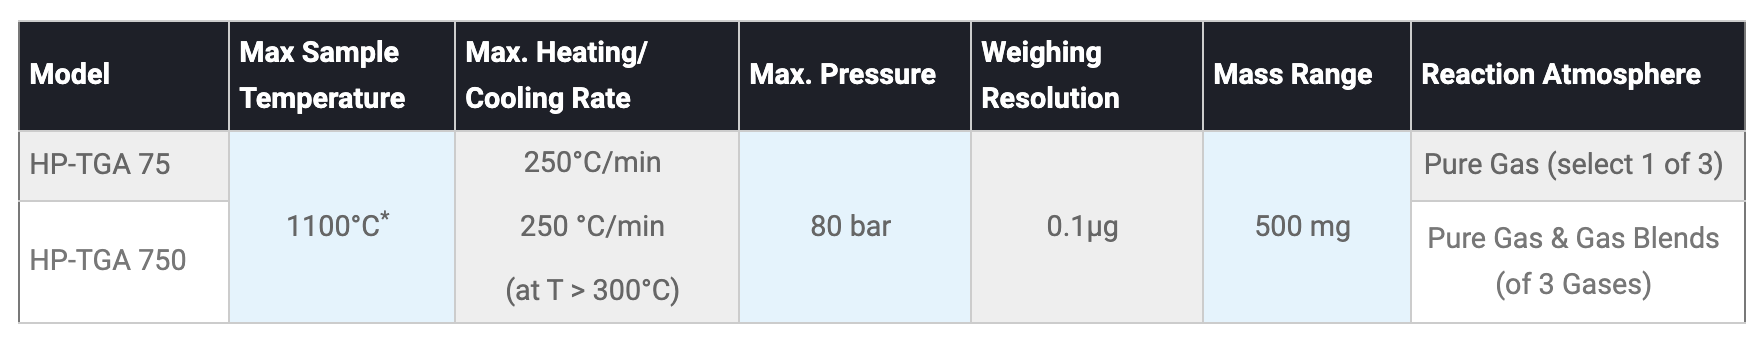 Model
Max Sample
Temperature
Max. Heating/
Cooling Rate
Max. Pressure
Weighing
Resolution
Mass Range
Reaction Atmosphere
HP-TGA 75
HP-TGA 750
1100°C*
250°C/min
250 °C/min
(at T > 300°C)
80 bar
0.1µg
500 mg
Pure Gas (select 1 of 3)
Pure Gas & Gas Blends
(of 3 Gases)